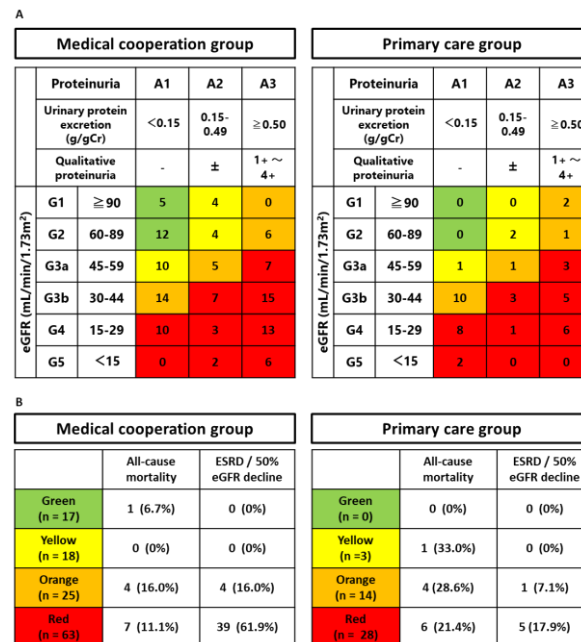 A
Medical cooperation group
Primary care group
Proteinuria A1 A2 A3
Urinary protein excretion (g/gCr) <0.15 0.15-0.49 ≧0.50
Qualitative proteinuria - ± 1+ ～ 4+
eGFR (mL/min/1.73m²)
G1 ≧90 5 4 0
G2 60-89 12 4 6
G3a 45-59 10 5 7
G3b 30-44 14 7 15
G4 15-29 10 3 13
G5 <15 0 2 6
Proteinuria A1 A2 A3
Urinary protein excretion (g/gCr) <0.15 0.15-0.49 ≧0.50
Qualitative proteinuria - ± 1+ ～ 4+
eGFR (mL/min/1.73m²)
G1 ≧90 0 0 2
G2 60-89 0 2 1
G3a 45-59 1 1 3
G3b 30-44 10 3 5
G4 15-29 8 1 6
G5 <15 2 0 0
B
Medical cooperation group
Primary care group
All-cause mortality ESRD / 50% eGFR decline
Green (n = 17) 1 (6.7%) 0 (0%)
Yellow (n = 18) 0 (0%) 0 (0%)
Orange (n = 25) 4 (16.0%) 4 (16.0%)
Red (n = 63) 7 (11.1%) 39 (61.9%)
All-cause mortality ESRD / 50% eGFR decline
Green (n = 0) 0 (0%) 0 (0%)
Yellow (n =3) 1 (33.0%) 0 (0%)
Orange (n = 14) 4 (28.6%) 1 (7.1%)
Red (n = 28) 6 (21.4%) 5 (17.9%)